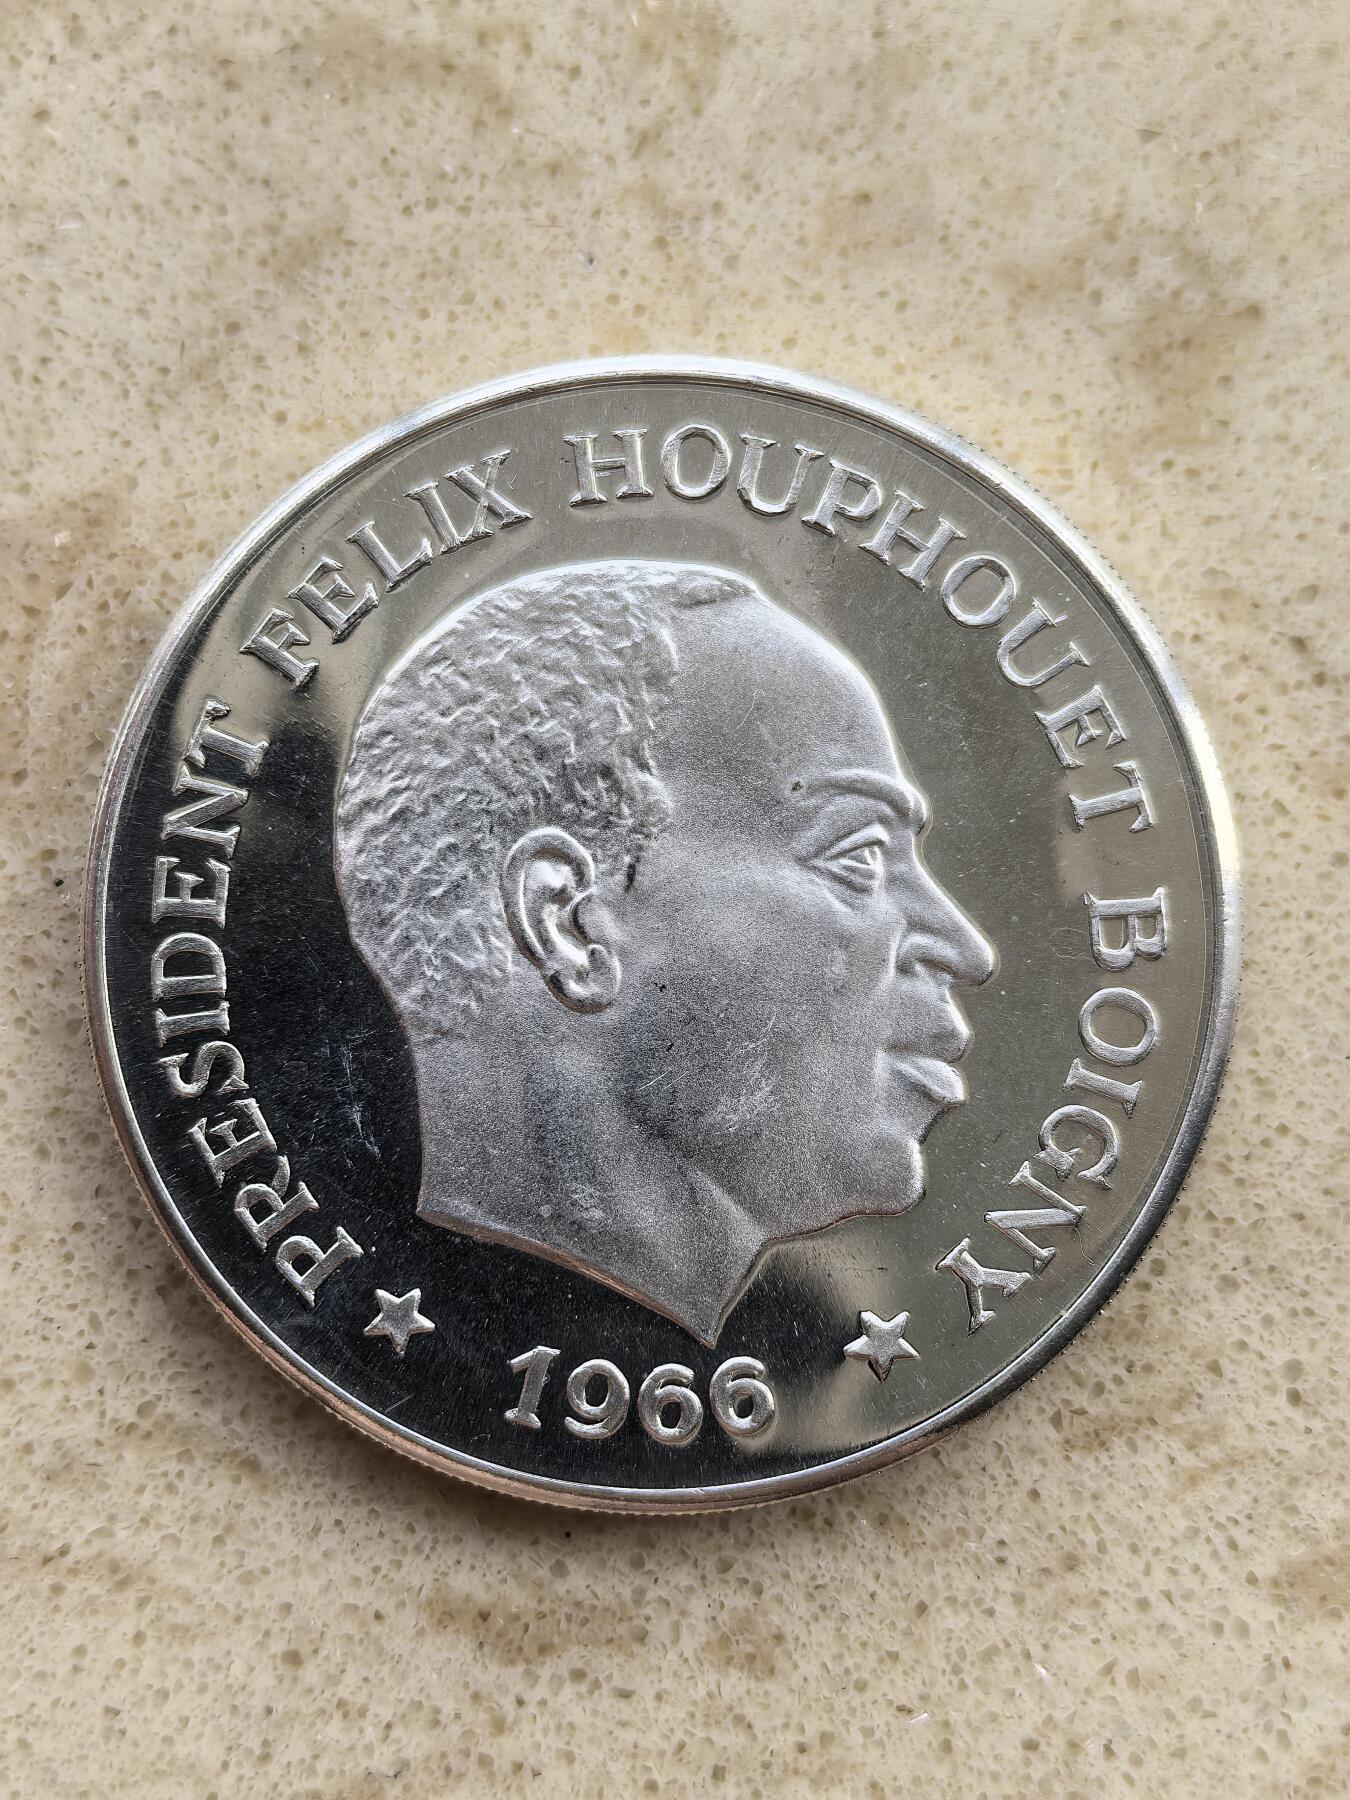 PRESIDENT FELIX HOUPHOUET BOIGNY
1966